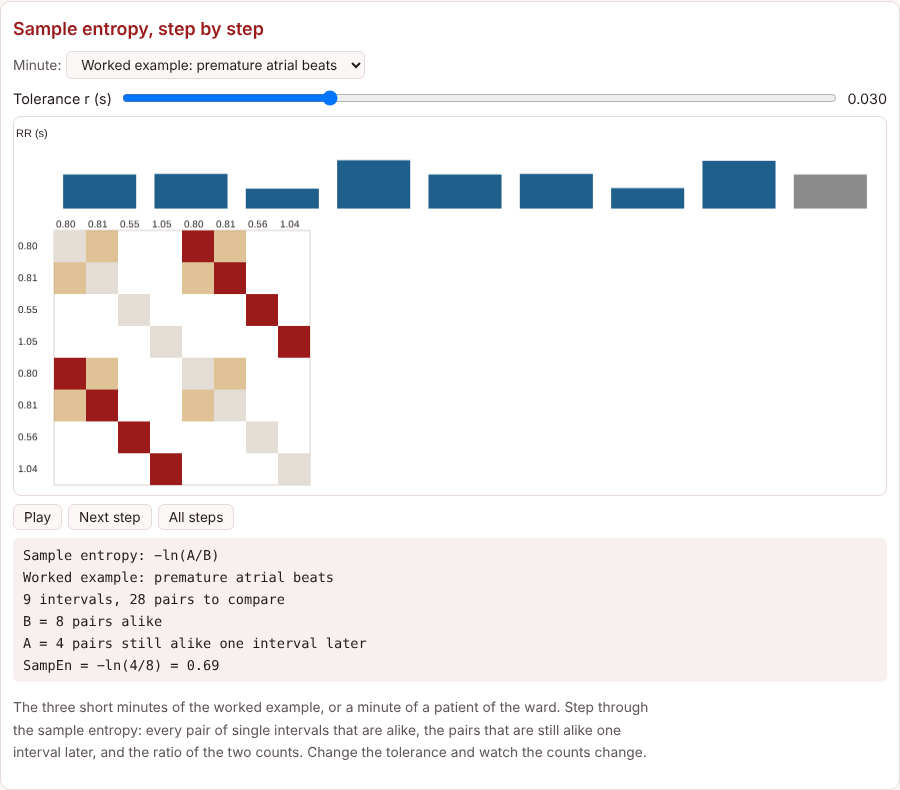 Sample entropy, step by step
Minute: Worked example: premature atrial beats
Tolerance r (s) 0.030
RR (s)
0.80 0.81 0.55 1.05 0.80 0.81 0.56 1.04
0.80
0.81
0.55
1.05
0.80
0.81
0.56
1.04
Play Next step All steps
Sample entropy: −ln(A/B)
Worked example: premature atrial beats
9 intervals, 28 pairs to compare
B = 8 pairs alike
A = 4 pairs still alike one interval later
SampEn = −ln(4/8) = 0.69
The three short minutes of the worked example, or a minute of a patient of the ward. Step through
the sample entropy: every pair of single intervals that are alike, the pairs that are still alike one
interval later, and the ratio of the two counts. Change the tolerance and watch the counts change.